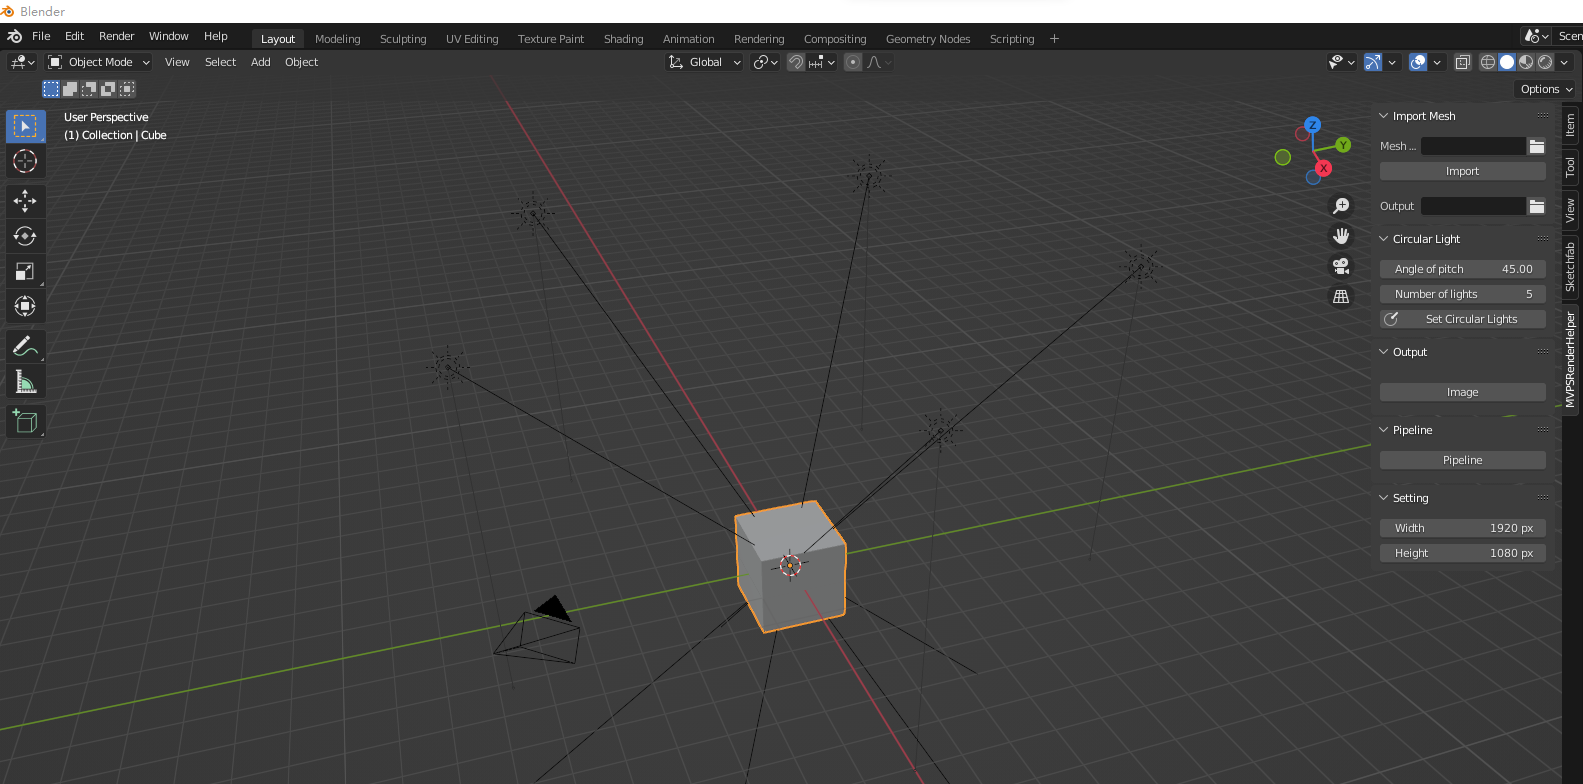 Blender
File Edit Render Window Help Layout Modeling Sculpting UV Editing Texture Paint Shading Animation Rendering Compositing Geometry Nodes Scripting + Scen
Object Mode View Select Add Object Global
Options
User Perspective
(1) Collection | Cube
Z
Y
X
Import Mesh
Mesh ...
Import
Output
Circular Light
Angle of pitch 45.00
Number of lights 5
Set Circular Lights
Output
Image
Pipeline
Pipeline
Setting
Width 1920 px
Height 1080 px
Item
Tool
View
Sketchfab
MVPSRenderHelper